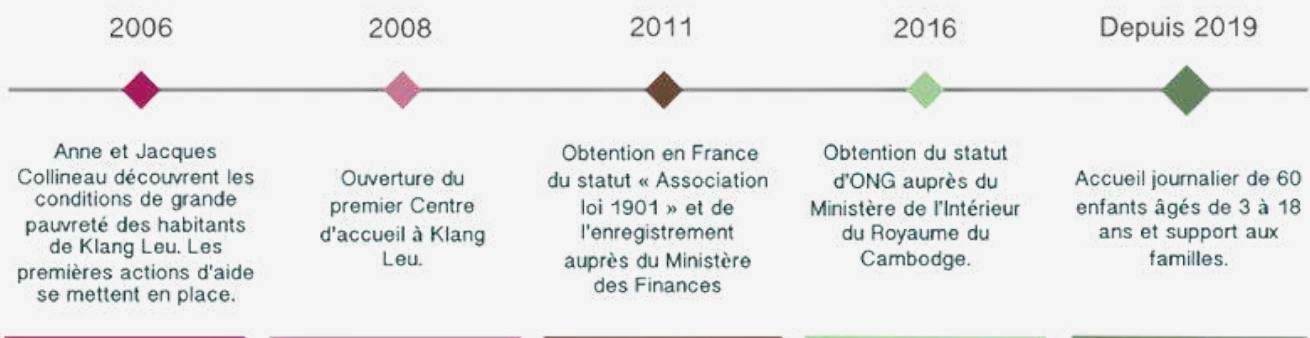 2006
Anne et Jacques
Collineau découvrent les
conditions de grande
pauvreté des habitants
de Klang Leu. Les
premières actions d'aide
se mettent en place.
2008
Ouverture du
premier Centre
d'accueil à Klang
Leu.
2011
Obtention en France
du statut « Association
loi 1901 » et de
l'enregistrement
auprès du Ministère
des Finances
2016
Obtention du statut
d'ONG auprès du
Ministère de l'Intérieur
du Royaume du
Cambodge.
Depuis 2019
Accueil journalier de 60
enfants âgés de 3 à 18
ans et support aux
familles.